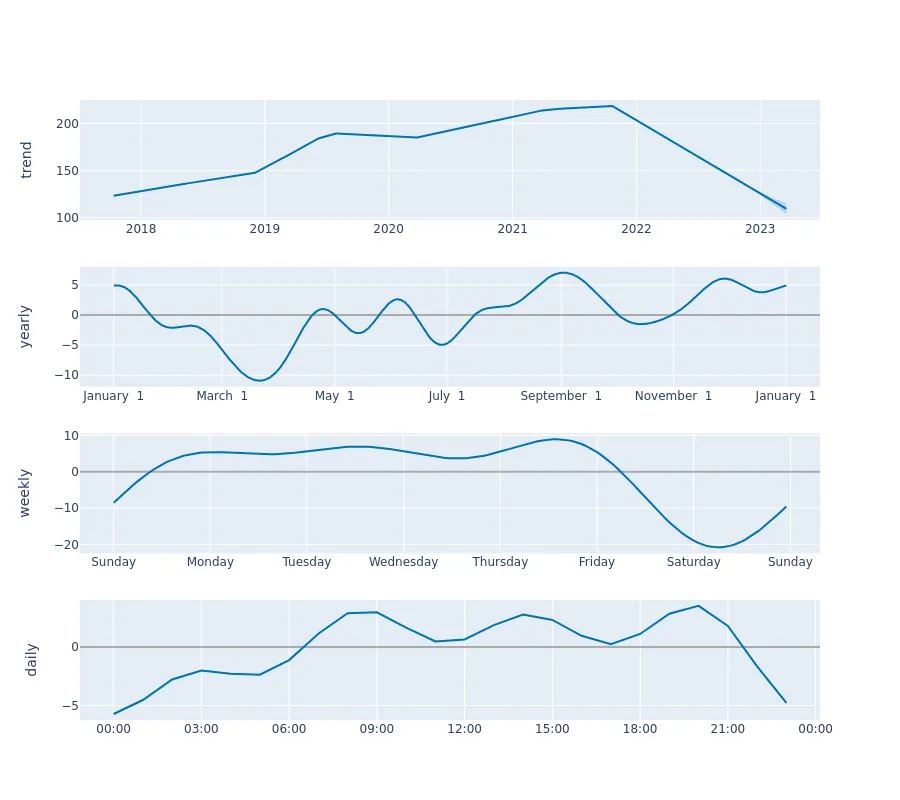 trend
200
150
100
2018 2019 2020 2021 2022 2023
yearly
5
0
−5
−10
January 1 March 1 May 1 July 1 September 1 November 1 January 1
weekly
10
0
−10
−20
Sunday Monday Tuesday Wednesday Thursday Friday Saturday Sunday
daily
0
−5
00:00 03:00 06:00 09:00 12:00 15:00 18:00 21:00 00:00